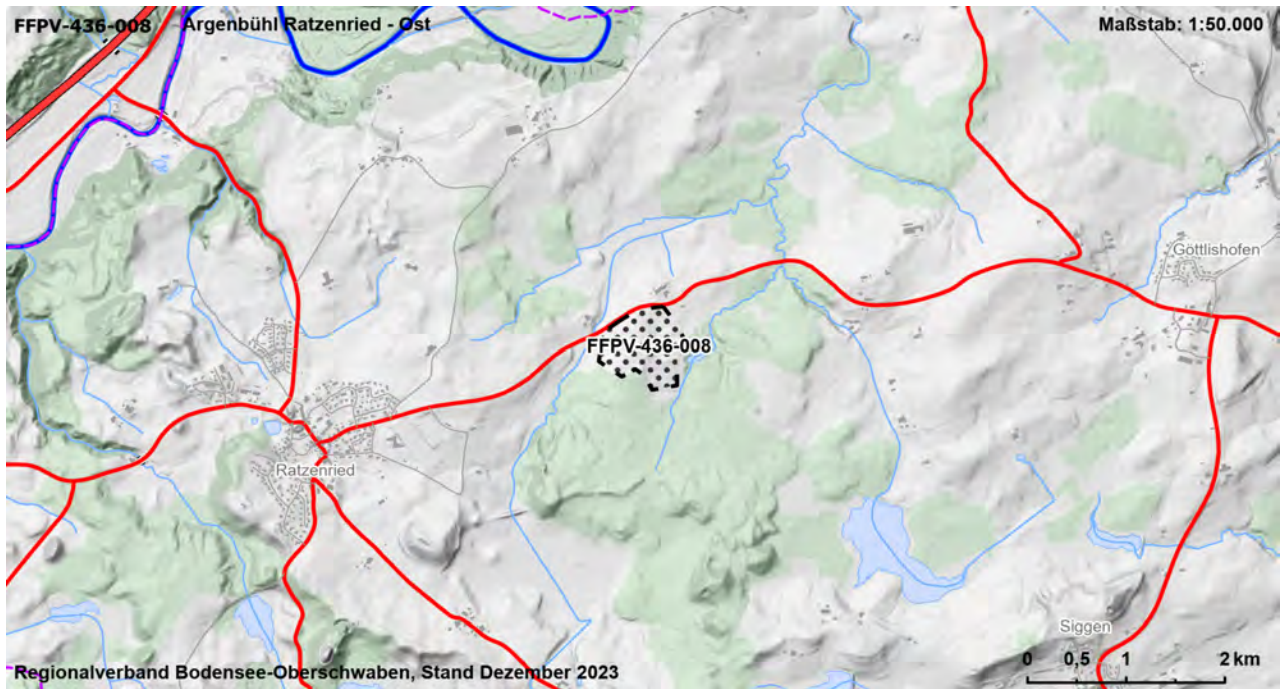 FFPV-436-008 Argenbühl Ratzenried - Ost
Maßstab: 1:50.000
Göttlishofen
FFPV-436-008
Ratzenried
Siggen
0 0,5 1 2 km
Regionalverband Bodensee-Oberschwaben, Stand Dezember 2023